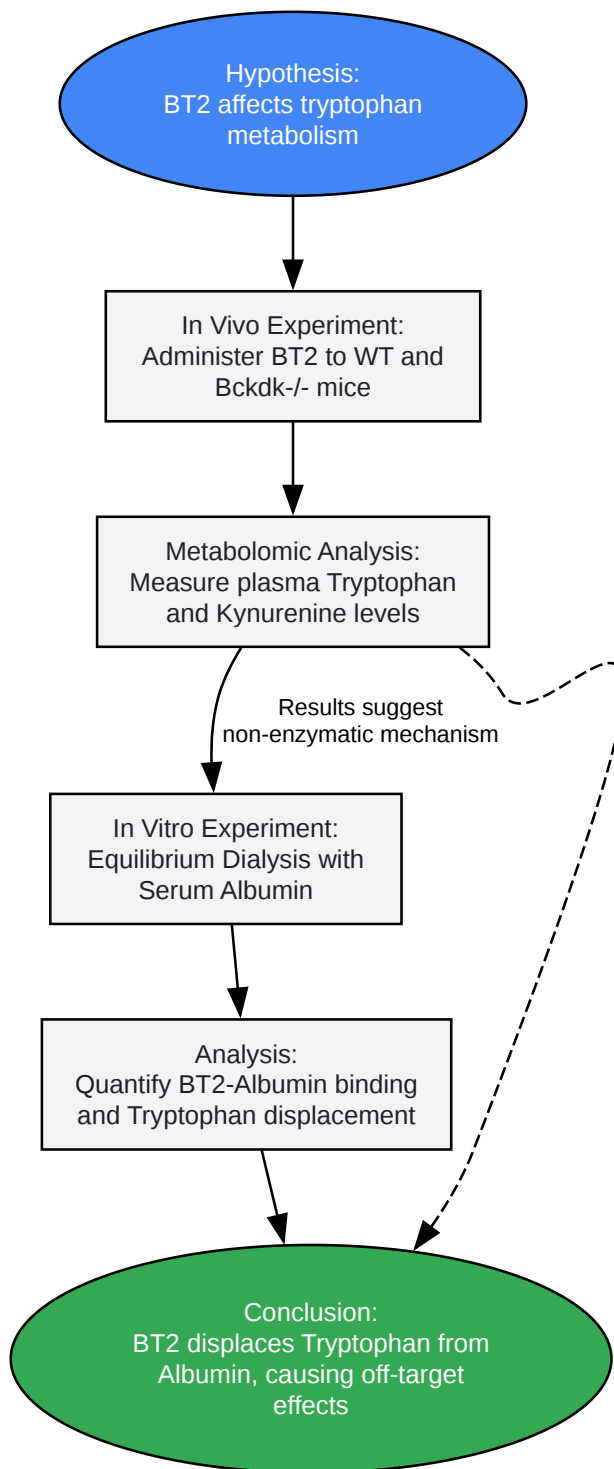 Hypothesis:
BT2 affects tryptophan
metabolism
In Vivo Experiment:
Administer BT2 to WT and
Bckdk-/- mice
Metabolomic Analysis:
Measure plasma Tryptophan
and Kynurenine levels
Results suggest
non-enzymatic mechanism
In Vitro Experiment:
Equilibrium Dialysis with
Serum Albumin
Analysis:
Quantify BT2-Albumin binding
and Tryptophan displacement
Conclusion:
BT2 displaces Tryptophan from
Albumin, causing off-target
effects